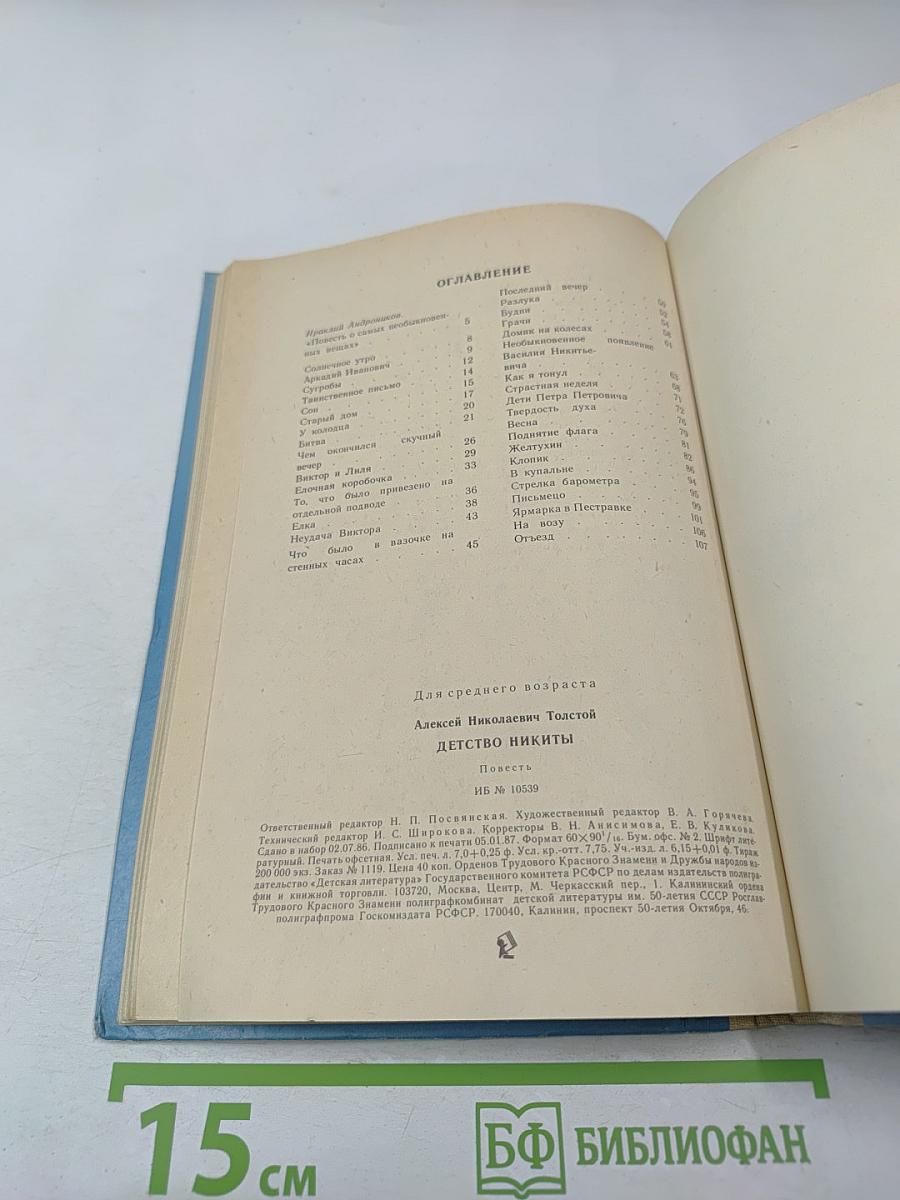 ОГЛАВЛЕНИЕ
Ираклий Андроников.
«Повесть о самых необыкновен-
ных вещах» . . . . . 5
Солнечное утро . . . . . 8
Аркадий Иванович . . . . . 9
Сугробы . . . . . 12
Таинственное письмо . . . . . 14
Сон . . . . . 15
Старый дом . . . . . 17
У колодца . . . . . 20
Битва . . . . . 21
Чем окончился скучный
вечер . . . . . 26
Виктор и Лиля . . . . . 29
Елочная коробочка . . . . . 33
То, что было привезено на
отдельной подводе . . . . . 36
Елка . . . . . 38
Неудача Виктора . . . . . 43
Что было в вазочке на
стенных часах . . . . . 45
Последний вечер . . . . . 50
Разлука . . . . . 52
Будни . . . . . 54
Грачи . . . . . 58
Домик на колесах . . . . . 61
Необыкновенное появление
Василия Никитье-
вича . . . . . 63
Как я тонул . . . . . 68
Страстная неделя . . . . . 71
Дети Петра Петровича . . . . . 72
Твердость духа . . . . . 76
Весна . . . . . 79
Поднятие флага . . . . . 81
Желтухин . . . . . 82
Клопик . . . . . 86
В купальне . . . . . 94
Стрелка барометра . . . . . 95
Письмецо . . . . . 99
Ярмарка в Пестравке . . . . . 101
На возу . . . . . 106
Отъезд . . . . . 107
Для среднего возраста
Алексей Николаевич Толстой
ДЕТСТВО НИКИТЫ
Повесть
ИБ № 10539
Ответственный редактор Н. П. Посвянская. Художественный редактор В. А. Горячева.
Технический редактор И. С. Широкова. Корректоры В. Н. Анисимова, Е. В. Куликова.
Сдано в набор 02.07.86. Подписано к печати 05.01.87. Формат 60×90¹/₁₆. Бум. офс. № 2. Шрифт лите-
ратурный. Печать офсетная. Усл. печ. л. 7,0+0,25 ф. Усл. кр.-отт. 7,75. Уч.-изд. л. 6,15+0,01 ф. Тираж
200 000 экз. Заказ № 1119. Цена 40 коп. Орденов Трудового Красного Знамени и Дружбы народов из-
дательство «Детская литература» Государственного комитета РСФСР по делам издательств полигра-
фии и книжной торговли. 103720, Москва, Центр, М. Черкасский пер., 1. Калининский ордена
Трудового Красного Знамени полиграфкомбинат детской литературы им. 50-летия СССР Росглав-
полиграфпрома Госкомиздата РСФСР. 170040, Калинин, проспект 50-летия Октября, 46.
15 см
БФ БИБЛИОФАН